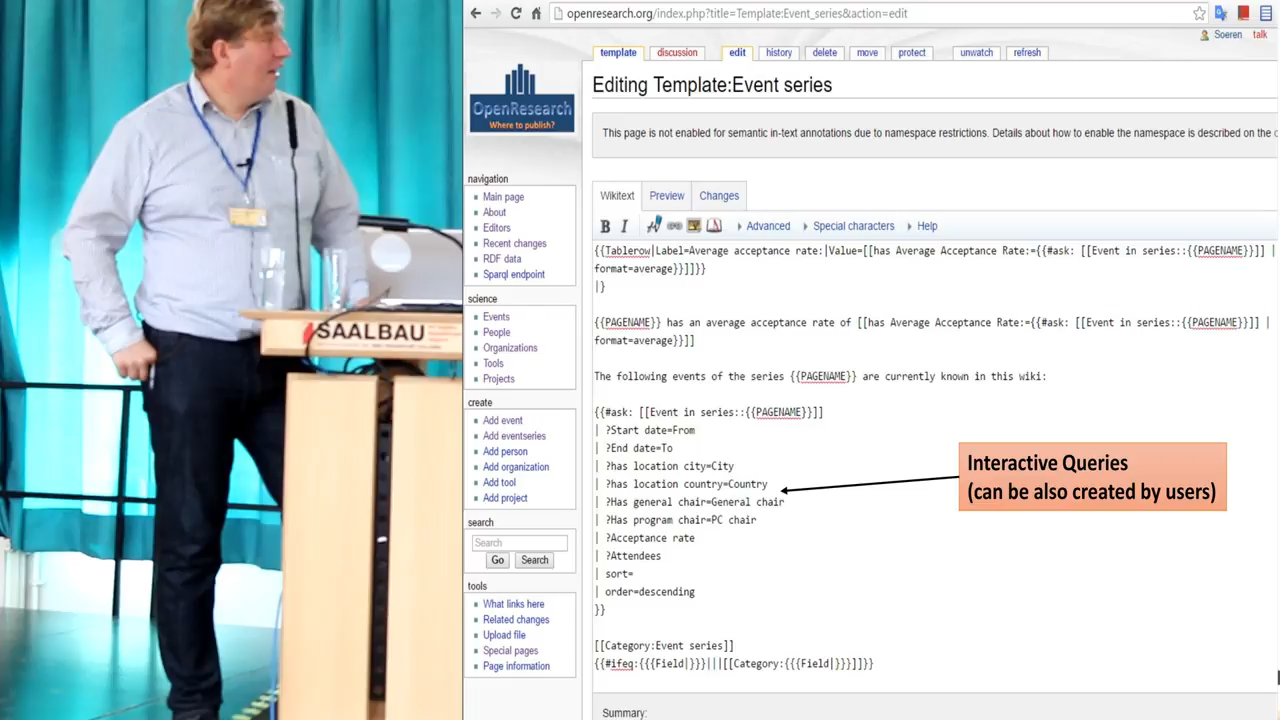 openresearch.org/index.php?title=Template:Event_series&action=edit
Soeren talk
template discussion edit history delete move protect unwatch refresh
OpenResearch
Where to publish?
Editing Template:Event series
This page is not enabled for semantic in-text annotations due to namespace restrictions. Details about how to enable the namespace is described on the
navigation
Main page
About
Editors
Recent changes
RDF data
Sparql endpoint
science
Events
People
Organizations
Tools
Projects
create
Add event
Add eventseries
Add person
Add organization
Add tool
Add project
search
Search
Go Search
tools
What links here
Related changes
Upload file
Special pages
Page information
Wikitext Preview Changes
B I Advanced Special characters Help
{{Tablerow|Label=Average acceptance rate:|Value=[[has Average Acceptance Rate:={{#ask: [[Event in series::{{PAGENAME}}]] |
format=average}}]]}}
|}
{{PAGENAME}} has an average acceptance rate of [[has Average Acceptance Rate:={{#ask: [[Event in series::{{PAGENAME}}]] |
format=average}}]]
The following events of the series {{PAGENAME}} are currently known in this wiki:
{{#ask: [[Event in series::{{PAGENAME}}]]
| ?Start date=From
| ?End date=To
| ?has location city=City
| ?has location country=Country
| ?Has general chair=General chair
| ?Has program chair=PC chair
| ?Acceptance rate
| ?Attendees
| sort=
| order=descending
}}
[[Category:Event series]]
{{#ifeq:{{{Field|}}}|||[[Category:{{{Field|}}}]]}}
Summary:
Interactive Queries
(can be also created by users)
SAALBAU